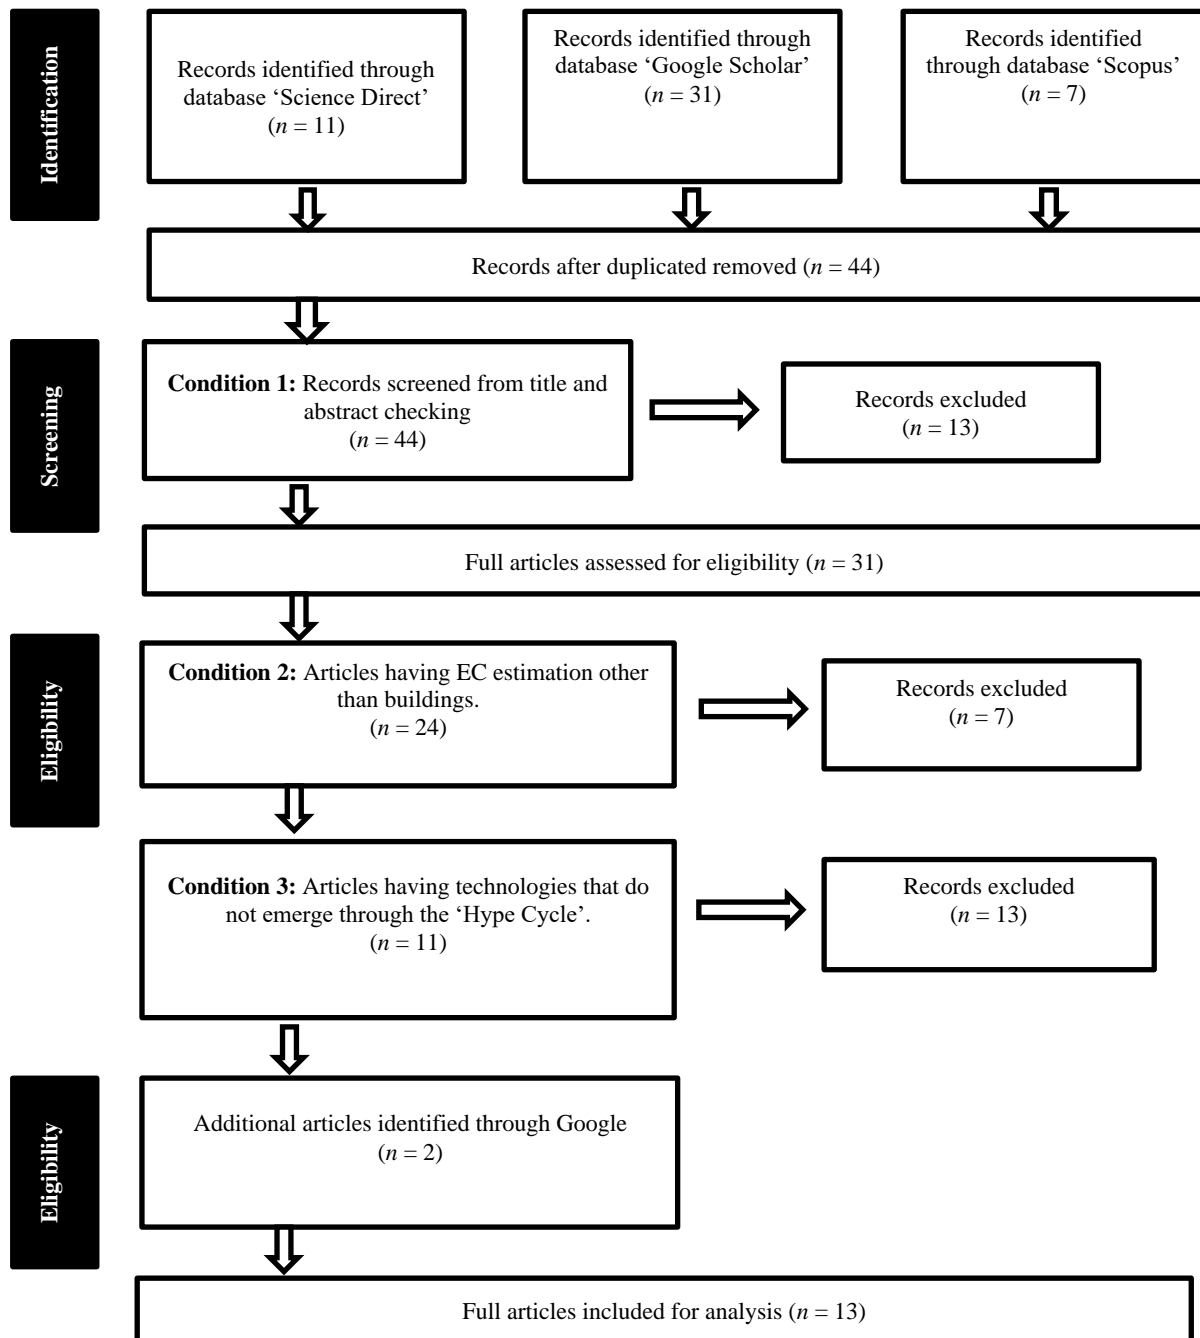 Identification
Records identified through
database ‘Science Direct’
(n = 11)
Records identified through
database ‘Google Scholar’
(n = 31)
Records identified
through database ‘Scopus’
(n = 7)
Records after duplicated removed (n = 44)
Screening
Condition 1: Records screened from title and
abstract checking
(n = 44)
Records excluded
(n = 13)
Full articles assessed for eligibility (n = 31)
Eligibility
Condition 2: Articles having EC estimation other
than buildings.
(n = 24)
Records excluded
(n = 7)
Condition 3: Articles having technologies that do
not emerge through the ‘Hype Cycle’.
(n = 11)
Records excluded
(n = 13)
Eligibility
Additional articles identified through Google
(n = 2)
Full articles included for analysis (n = 13)